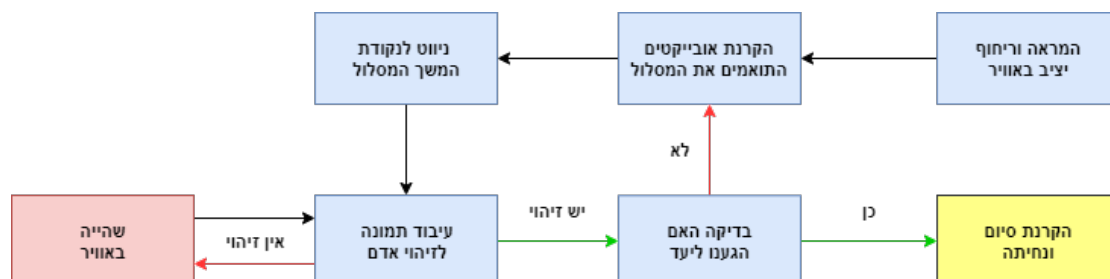 המראה וריחוף
יציב באוויר
הקרנת אובייקטים
התואמים את המסלול
ניווט לנקודת
המשך המסלול
לא
שהייה
באוויר
אין זיהוי
עיבוד תמונה
לזיהוי אדם
יש זיהוי
בדיקה האם
הגענו ליעד
כן
הקרנת סיום
ונחיתה